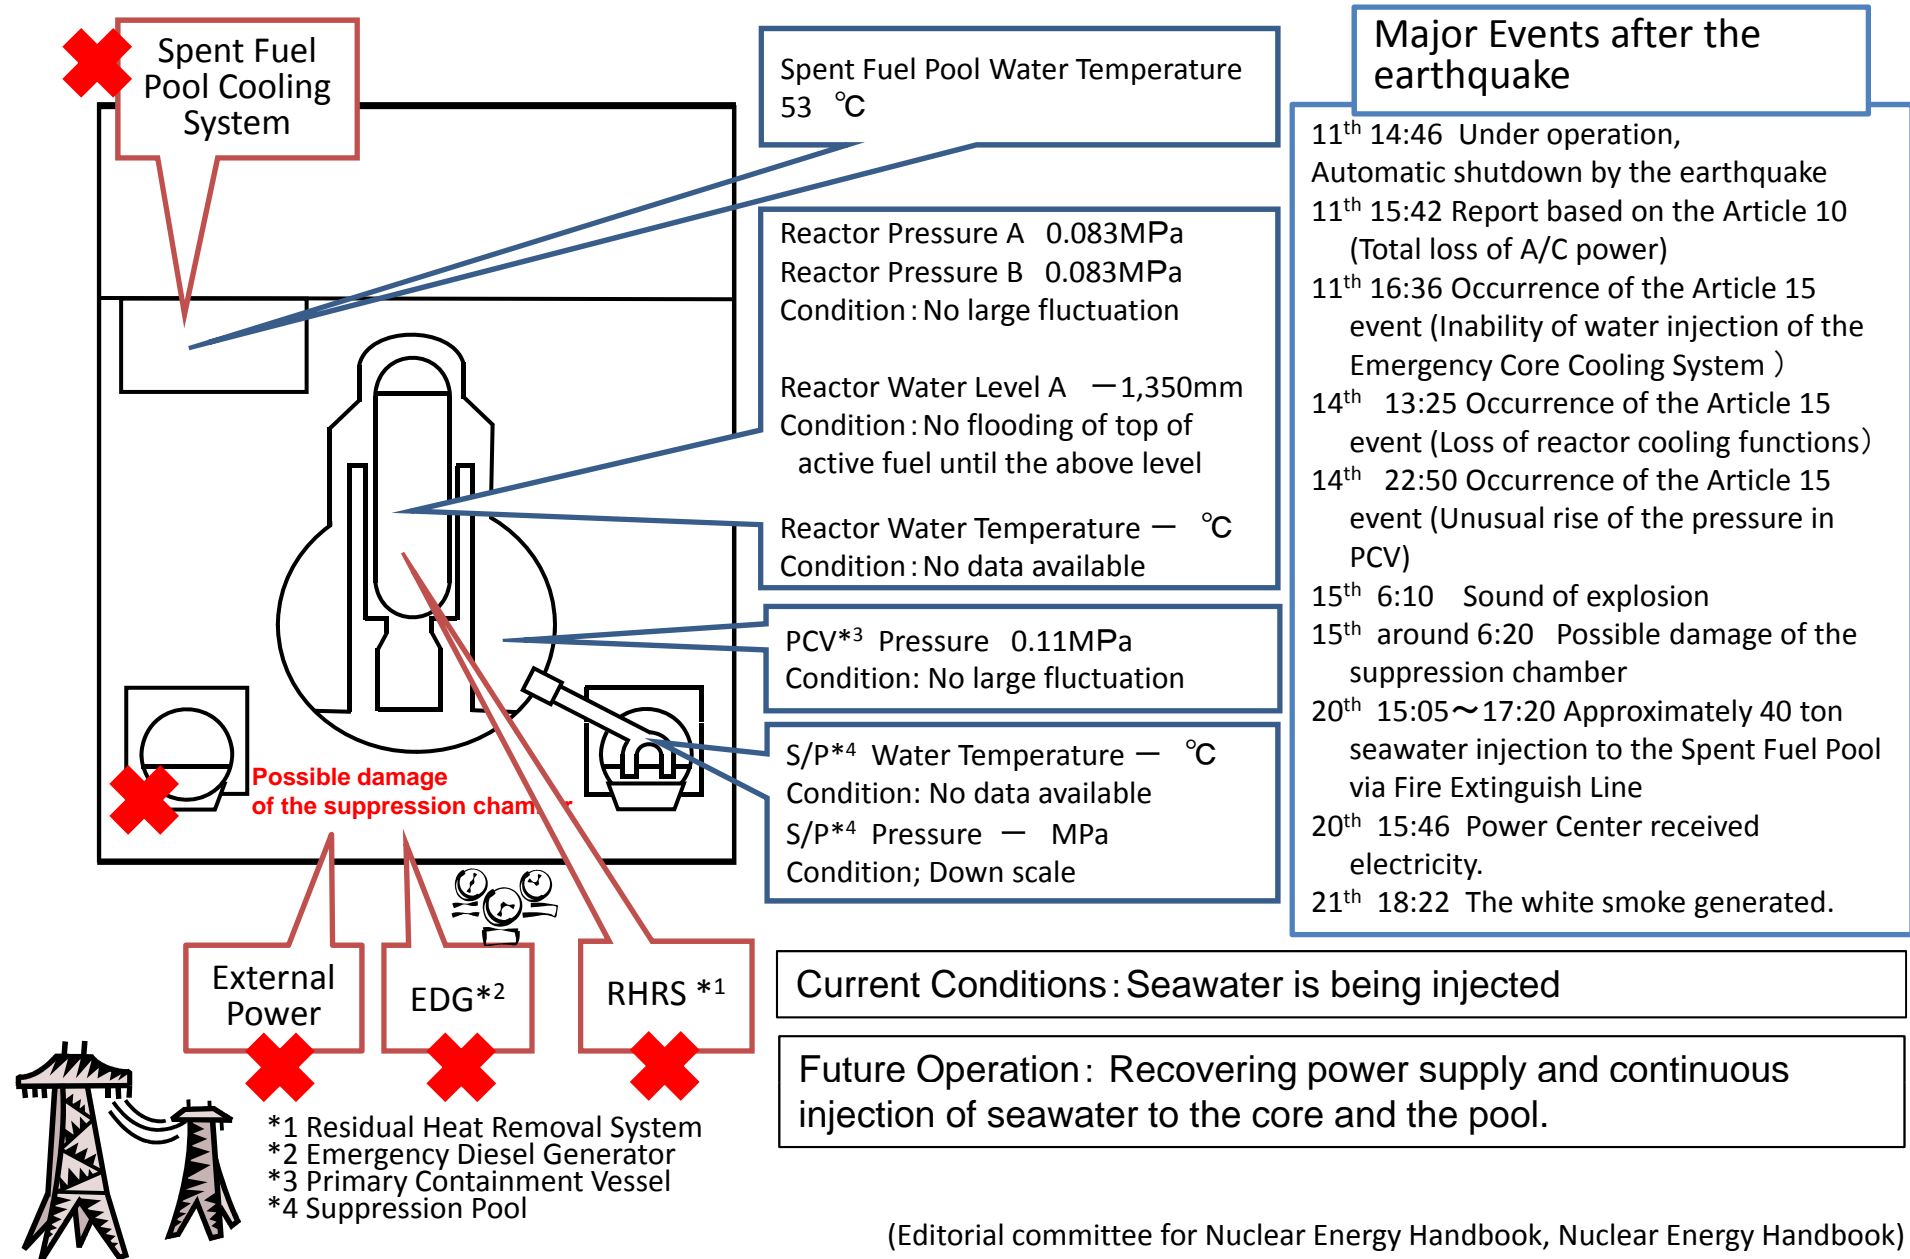 Spent Fuel
Pool Cooling
System
Spent Fuel Pool Water Temperature
53 ℃
Reactor Pressure A 0.083MPa
Reactor Pressure B 0.083MPa
Condition：No large fluctuation
Reactor Water Level A －1,350mm
Condition：No flooding of top of
active fuel until the above level
Reactor Water Temperature － ℃
Condition：No data available
PCV*3 Pressure 0.11MPa
Condition: No large fluctuation
S/P*4 Water Temperature － ℃
Condition: No data available
S/P*4 Pressure － MPa
Condition; Down scale
Possible damage
of the suppression chamber
External
Power
EDG*2
RHRS *1
*1 Residual Heat Removal System
*2 Emergency Diesel Generator
*3 Primary Containment Vessel
*4 Suppression Pool
Major Events after the
earthquake
11th 14:46 Under operation,
Automatic shutdown by the earthquake
11th 15:42 Report based on the Article 10
(Total loss of A/C power)
11th 16:36 Occurrence of the Article 15
event (Inability of water injection of the
Emergency Core Cooling System ）
14th 13:25 Occurrence of the Article 15
event (Loss of reactor cooling functions）
14th 22:50 Occurrence of the Article 15
event (Unusual rise of the pressure in
PCV)
15th 6:10 Sound of explosion
15th around 6:20 Possible damage of the
suppression chamber
20th 15:05～17:20 Approximately 40 ton
seawater injection to the Spent Fuel Pool
via Fire Extinguish Line
20th 15:46 Power Center received
electricity.
21th 18:22 The white smoke generated.
Current Conditions：Seawater is being injected
Future Operation：Recovering power supply and continuous
injection of seawater to the core and the pool.
(Editorial committee for Nuclear Energy Handbook, Nuclear Energy Handbook)